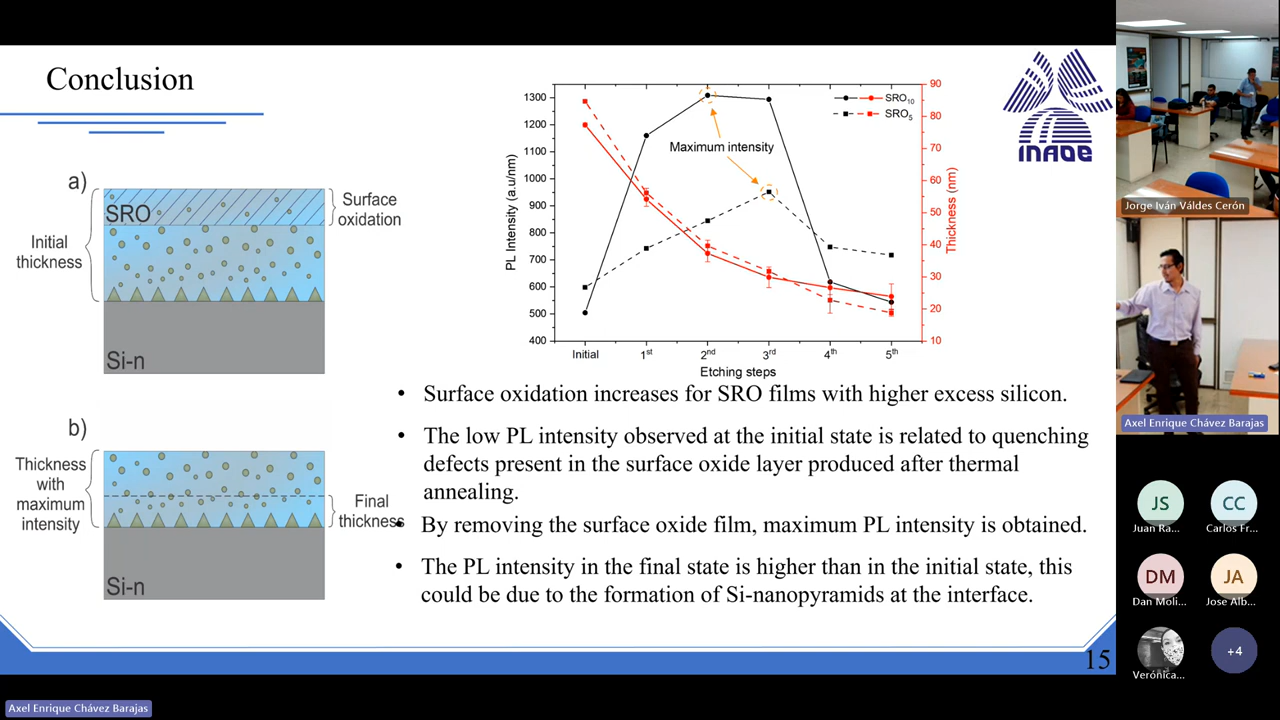 Conclusion
a)
SRO
Surface
oxidation
Initial
thickness
Si-n
b)
Thickness
with
maximum
intensity
Final
thickness
Si-n
PL Intensity (a.u/nm)
1300
1200
1100
1000
900
800
700
600
500
400
90
80
70
60
50
40
30
20
10
Thickness (nm)
SRO10
SRO5
Maximum intensity
Initial 1st 2nd 3rd 4th 5th
Etching steps
INAOE
• Surface oxidation increases for SRO films with higher excess silicon.
• The low PL intensity observed at the initial state is related to quenching
defects present in the surface oxide layer produced after thermal
annealing.
• By removing the surface oxide film, maximum PL intensity is obtained.
• The PL intensity in the final state is higher than in the initial state, this
could be due to the formation of Si-nanopyramids at the interface.
15
Jorge Iván Váldes Cerón
Axel Enrique Chávez Barajas
JS
Juan Ra...
CC
Carlos Fr...
DM
Dan Moli...
JA
Jose Alb...
Verónica...
+4
Axel Enrique Chávez Barajas